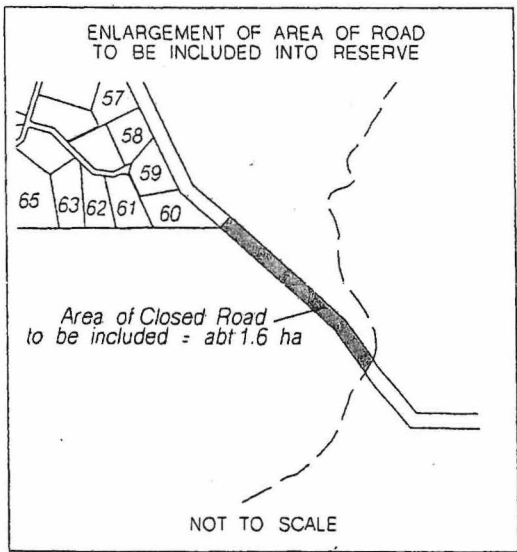 ENLARGEMENT OF AREA OF ROAD
TO BE INCLUDED INTO RESERVE
57
58
59
65
63
62
61
60
Area of Closed Road
to be included = abt 1.6 ha
NOT TO SCALE